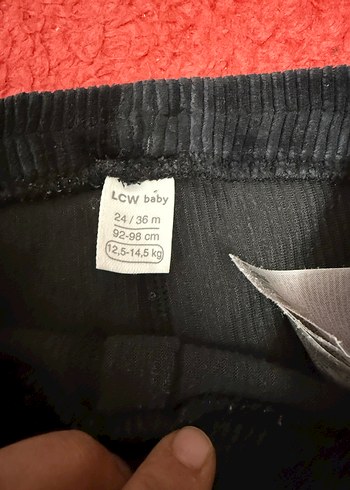 LCW baby
24 / 36 m
92-98 cm
12,5-14,5 kg